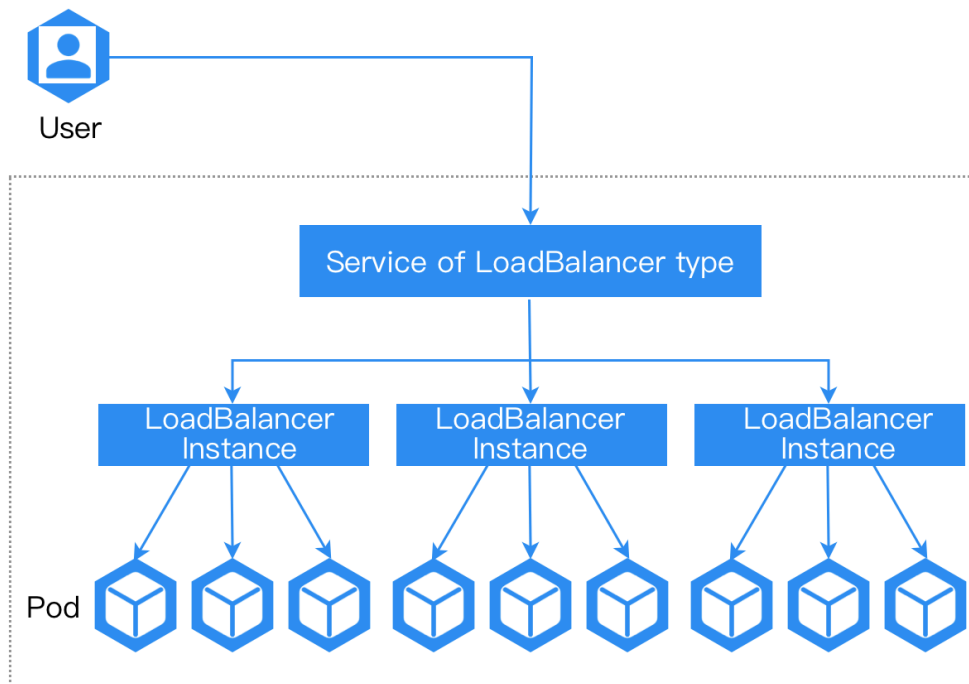 User
Service of LoadBalancer type
LoadBalancer
Instance
LoadBalancer
Instance
LoadBalancer
Instance
Pod